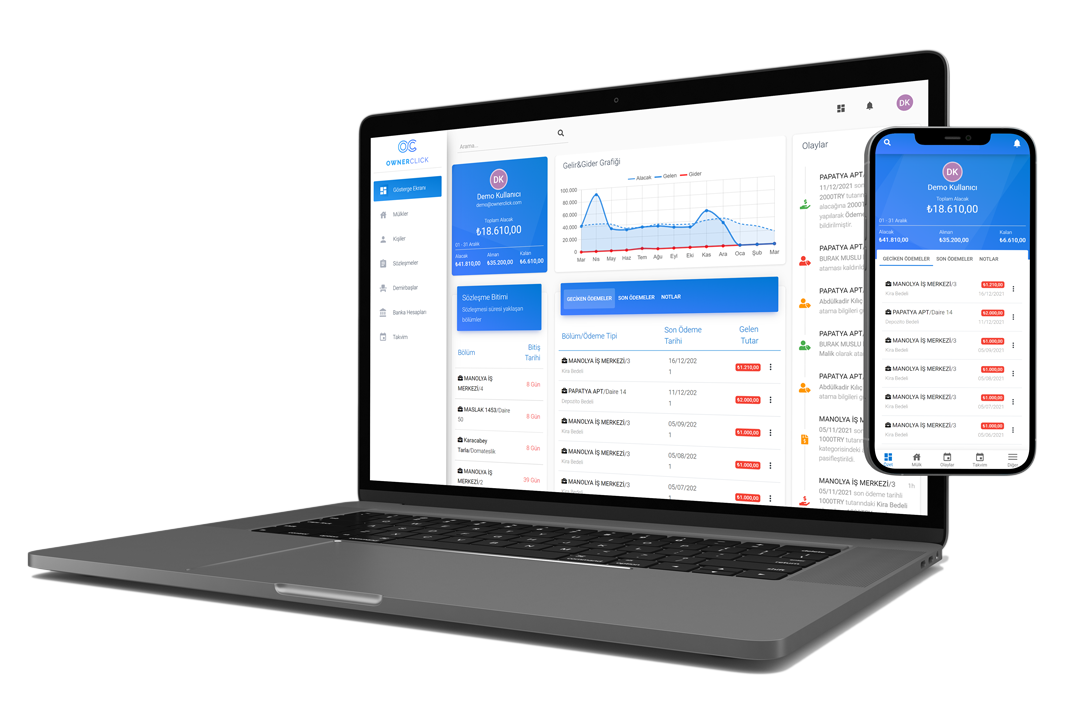 OC
OWNERCLICK
Gösterge Ekranı
Mülkler
Kişiler
Sözleşmeler
Demirbaşlar
Banka Hesapları
Takvim
Arama...
DK
DK
Demo Kullanıcı
demo@ownerclick.com
Toplam Alacak
₺18.610,00
01 - 31 Aralık
Alacak Alınan Kalan
₺41.810,00 ₺35.200,00 ₺6.610,00
Sözleşme Bitimi
Sözleşmesi süresi yaklaşan
bölümler
Bölüm Bitiş Tarihi
MANOLYA İŞ MERKEZİ/4 8 Gün
MASLAK 1453/Daire 50 8 Gün
Karacabey Tarla/Domateslik 8 Gün
MANOLYA İŞ MERKEZİ/2 39 Gün
Gelir&Gider Grafiği
Alacak Gelen Gider
100.000
80.000
60.000
40.000
20.000
0
Mar Nis May Haz Tem Ağu Eyl Eki Kas Ara Oca Şub Mar
GECİKEN ÖDEMELER SON ÖDEMELER NOTLAR
Bölüm/Ödeme Tipi Son Ödeme Tarihi Gelen Tutar
MANOLYA İŞ MERKEZİ/3 16/12/2021 ₺1.210,00
Kira Bedeli
PAPATYA APT/Daire 14 11/12/2021 ₺2.000,00
Depozito Bedeli
MANOLYA İŞ MERKEZİ/3 05/09/2021 ₺1.000,00
Kira Bedeli
MANOLYA İŞ MERKEZİ/3 05/08/2021 ₺1.000,00
Kira Bedeli
MANOLYA İŞ MERKEZİ/3 05/07/2021 ₺1.000,00
Kira Bedeli
Olaylar
PAPATYA APT/
11/12/2021 son
2000TRY tutarın
alacağına 2000T
yapılarak Ödeme
bildirilmiştir.
PAPATYA APT/
BURAK MUSLU
ataması kaldırıld
PAPATYA APT/
Abdülkadir Kılıç
atama bilgileri g
PAPATYA APT/
BURAK MUSLU
Malik olarak ata
PAPATYA APT/
Abdülkadir Kılıç
atama bilgileri g
MANOLYA İŞ M
05/11/2021 son
1000TRY tutarın
kategorisindeki
pasifleştirildi.
MANOLYA İŞ MERKEZİ/3
05/11/2021 son ödeme tarihli
1000TRY tutarındaki Kira Bedeli
DK
Demo Kullanıcı
Toplam Alacak
₺18.610,00
01 - 31 Aralık
Alacak Alınan Kalan
₺41.810,00 ₺35.200,00 ₺6.610,00
GECİKEN ÖDEMELER SON ÖDEMELER NOTLAR
MANOLYA İŞ MERKEZİ/3 ₺1.210,00
Kira Bedeli 16/12/2021
PAPATYA APT/Daire 14 ₺2.000,00
Depozito Bedeli 11/12/2021
MANOLYA İŞ MERKEZİ/3 ₺1.000,00
Kira Bedeli 05/09/2021
MANOLYA İŞ MERKEZİ/3 ₺1.000,00
Kira Bedeli 05/08/2021
MANOLYA İŞ MERKEZİ/3 ₺1.000,00
Kira Bedeli 05/07/2021
MANOLYA İŞ MERKEZİ/3 ₺1.000,00
Kira Bedeli 05/06/2021
Özet Mülk Olaylar Takvim Diğer